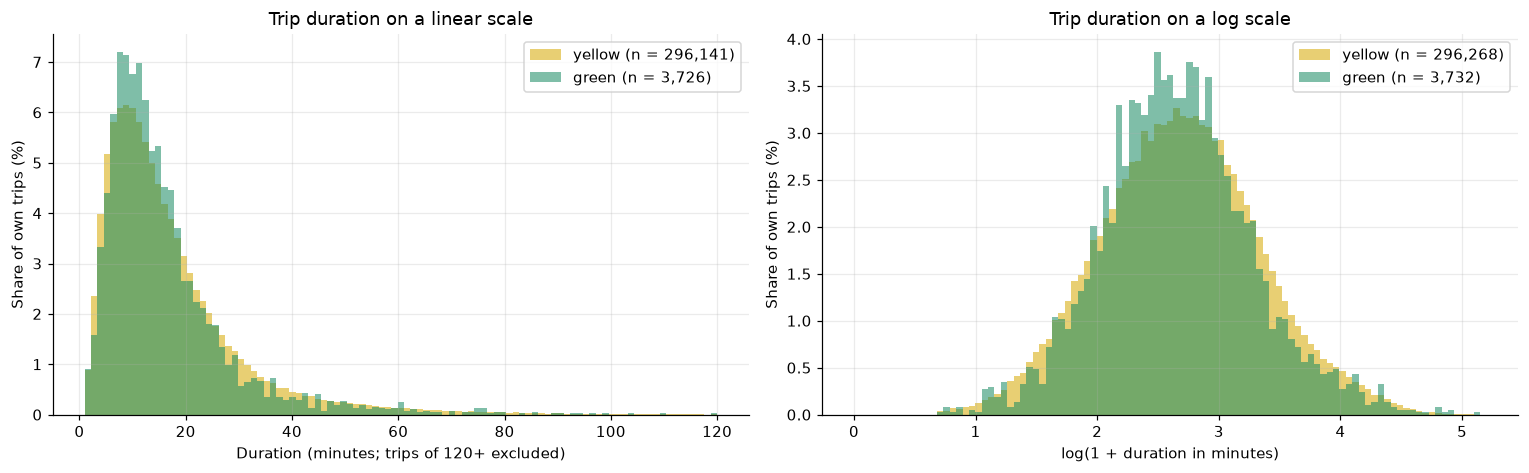 Trip duration on a linear scale
yellow (n = 296,141)
green (n = 3,726)
Share of own trips (%)
7
6
5
4
3
2
1
0
0 20 40 60 80 100 120
Duration (minutes; trips of 120+ excluded)
Trip duration on a log scale
yellow (n = 296,268)
green (n = 3,732)
Share of own trips (%)
4.0
3.5
3.0
2.5
2.0
1.5
1.0
0.5
0.0
0 1 2 3 4 5
log(1 + duration in minutes)